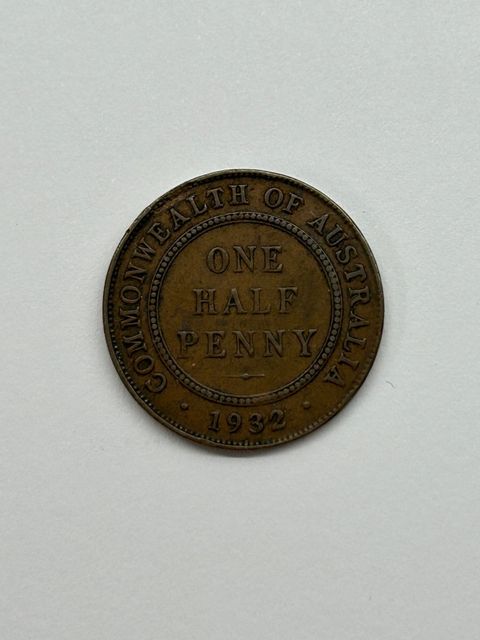 COMMONWEALTH OF AUSTRALIA
ONE
HALF
PENNY
· 1932 ·